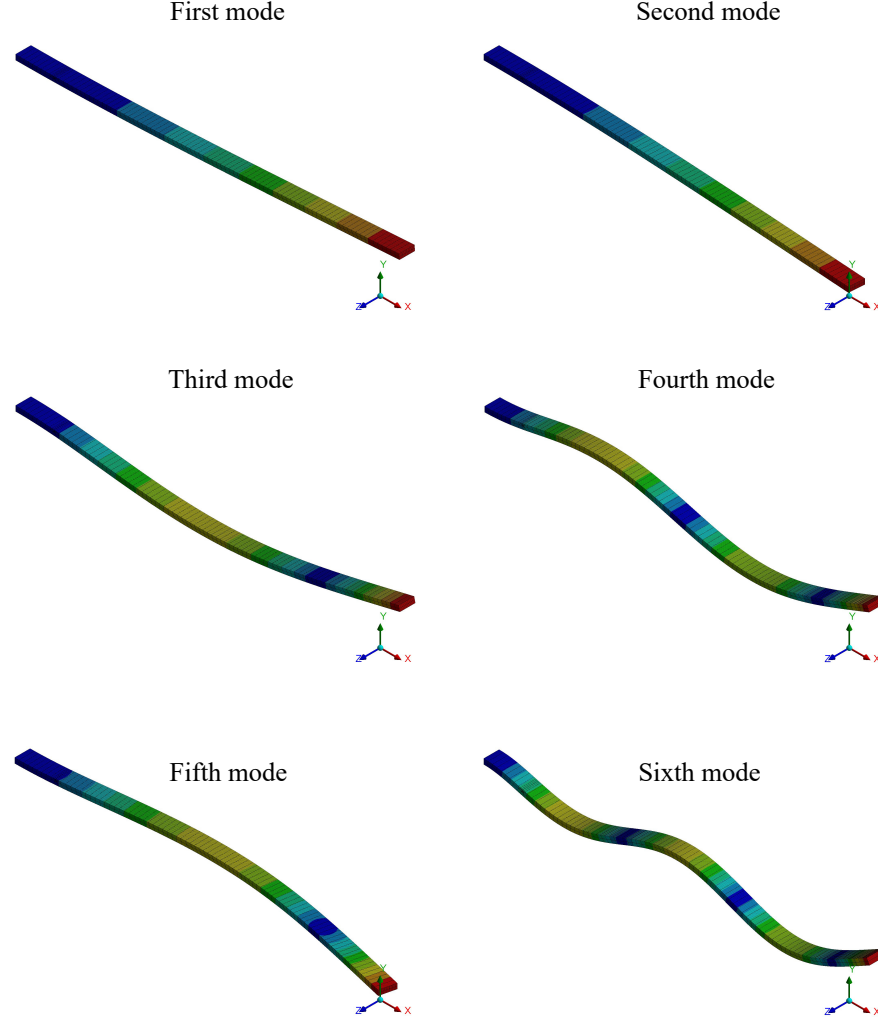 First mode
Second mode
Y
Z
X
Y
Z
X
Third mode
Fourth mode
Y
Z
X
Y
Z
X
Fifth mode
Sixth mode
Y
Z
X
Y
Z
X